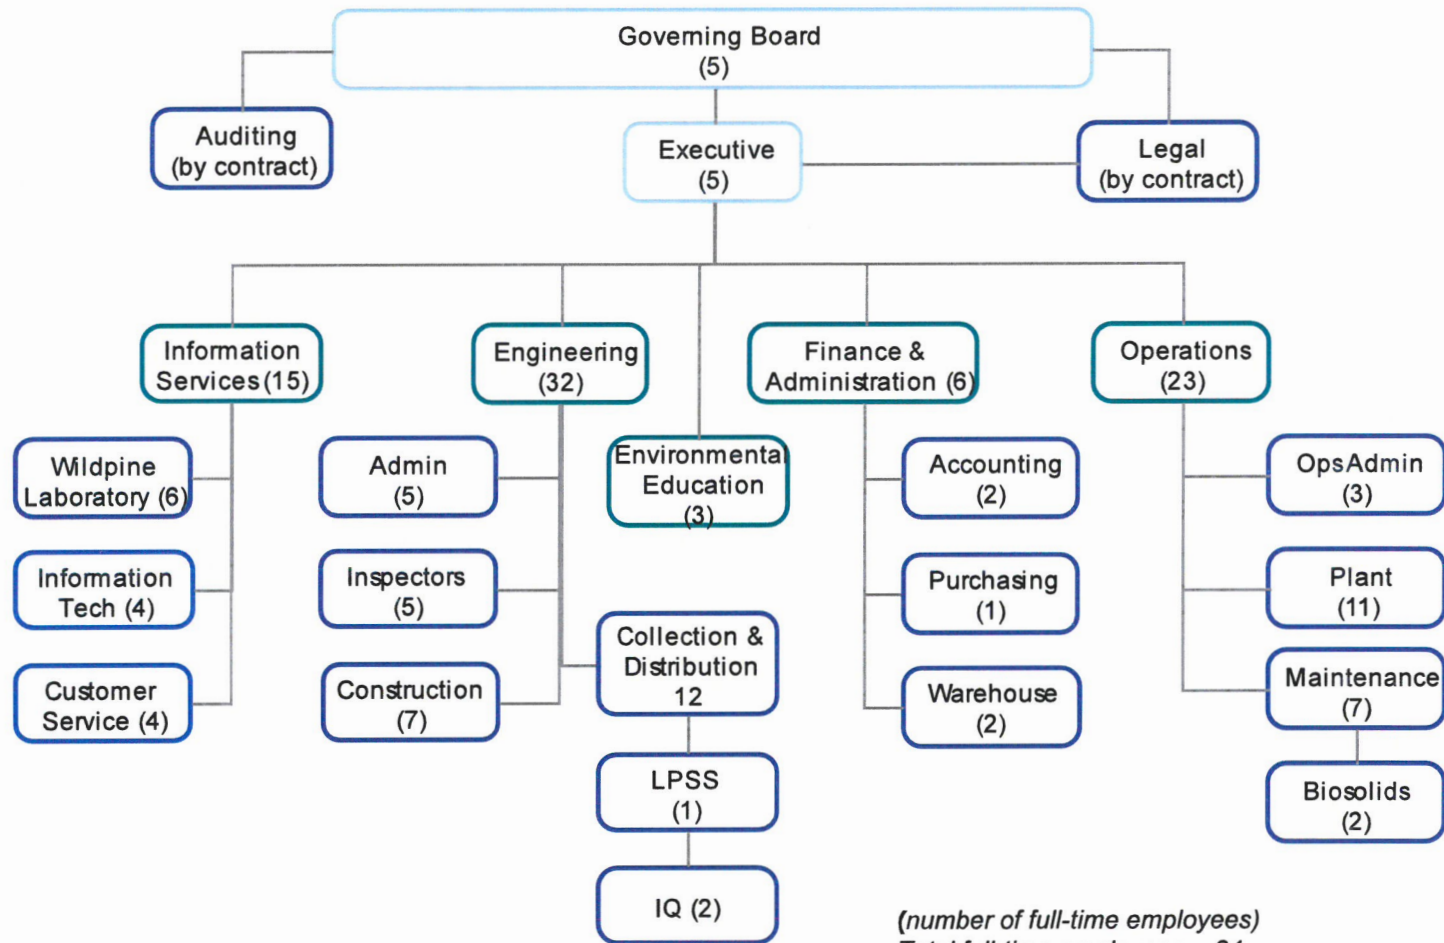 Governing Board
(5)
Auditing
(by contract)
Executive
(5)
Legal
(by contract)
Information
Services (15)
Engineering
(32)
Finance &
Administration (6)
Operations
(23)
Wildpine
Laboratory (6)
Admin
(5)
Environmental
Education
(3)
Accounting
(2)
OpsAdmin
(3)
Information
Tech (4)
Inspectors
(5)
Collection &
Distribution
12
Purchasing
(1)
Plant
(11)
Customer
Service (4)
Construction
(7)
Warehouse
(2)
Maintenance
(7)
LPSS
(1)
Biosolids
(2)
IQ (2)
(number of full-time employees)